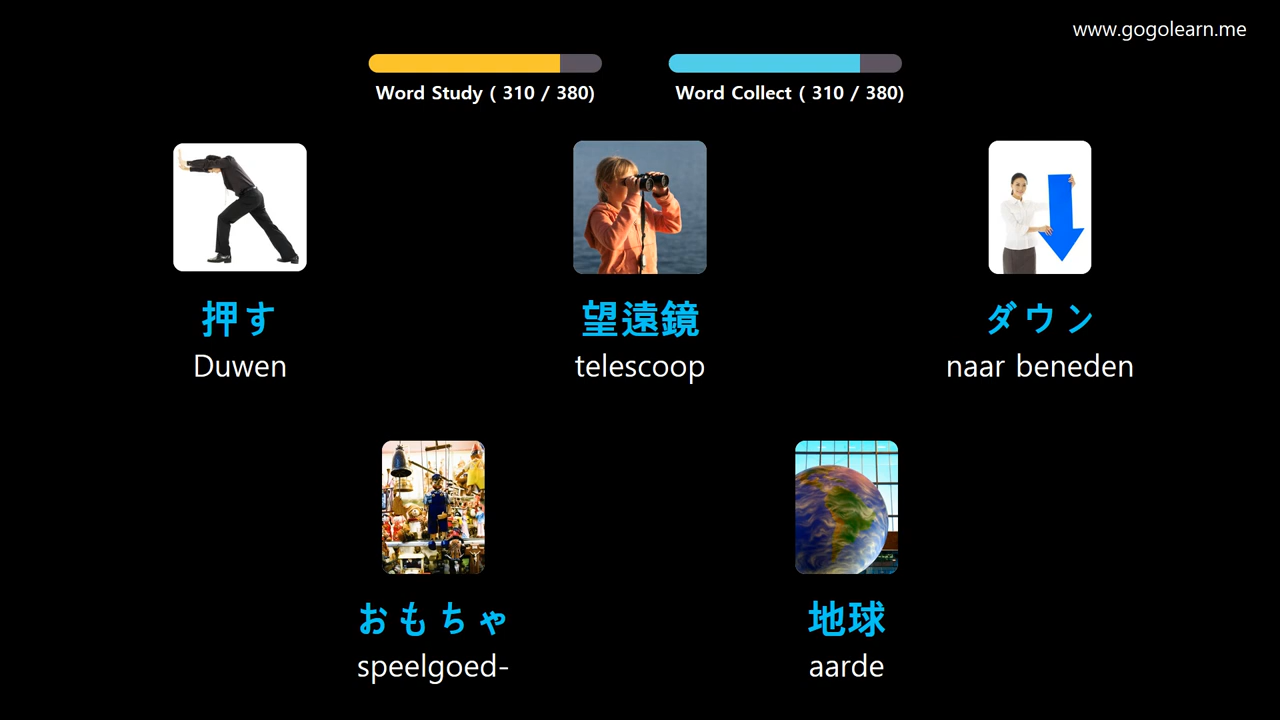 www.gogolearn.me
Word Study ( 310 / 380)
Word Collect ( 310 / 380)
押す
Duwen
望遠鏡
telescoop
ダウン
naar beneden
おもちゃ
speelgoed-
地球
aarde